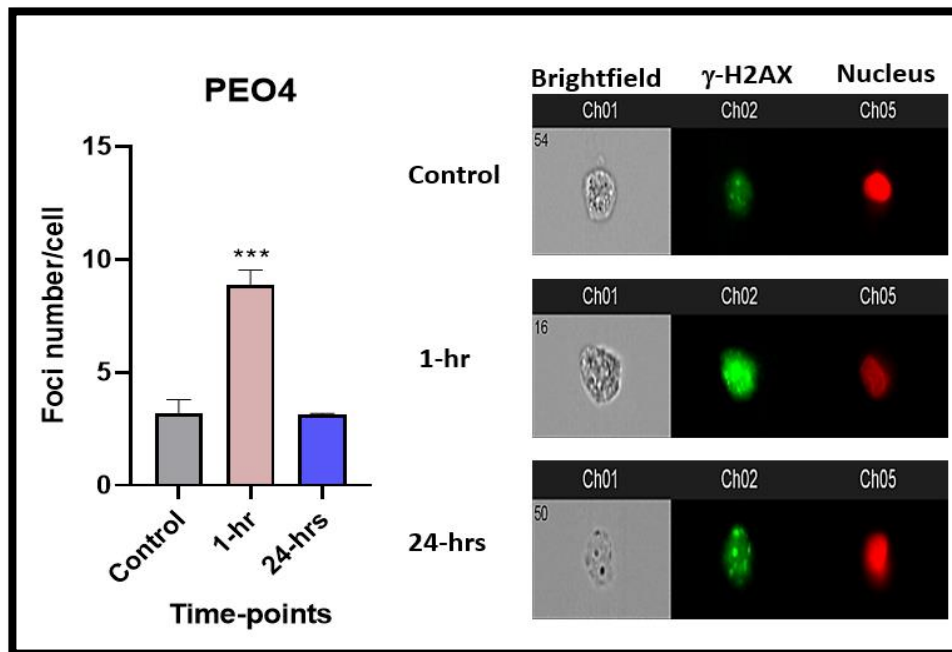 PEO4
15
10
5
0
Foci number/cell
***
Control
1-hr
24-hrs
Time-points
Brightfield γ-H2AX Nucleus
Control
Ch01 Ch02 Ch05
54
1-hr
Ch01 Ch02 Ch05
16
24-hrs
Ch01 Ch02 Ch05
50